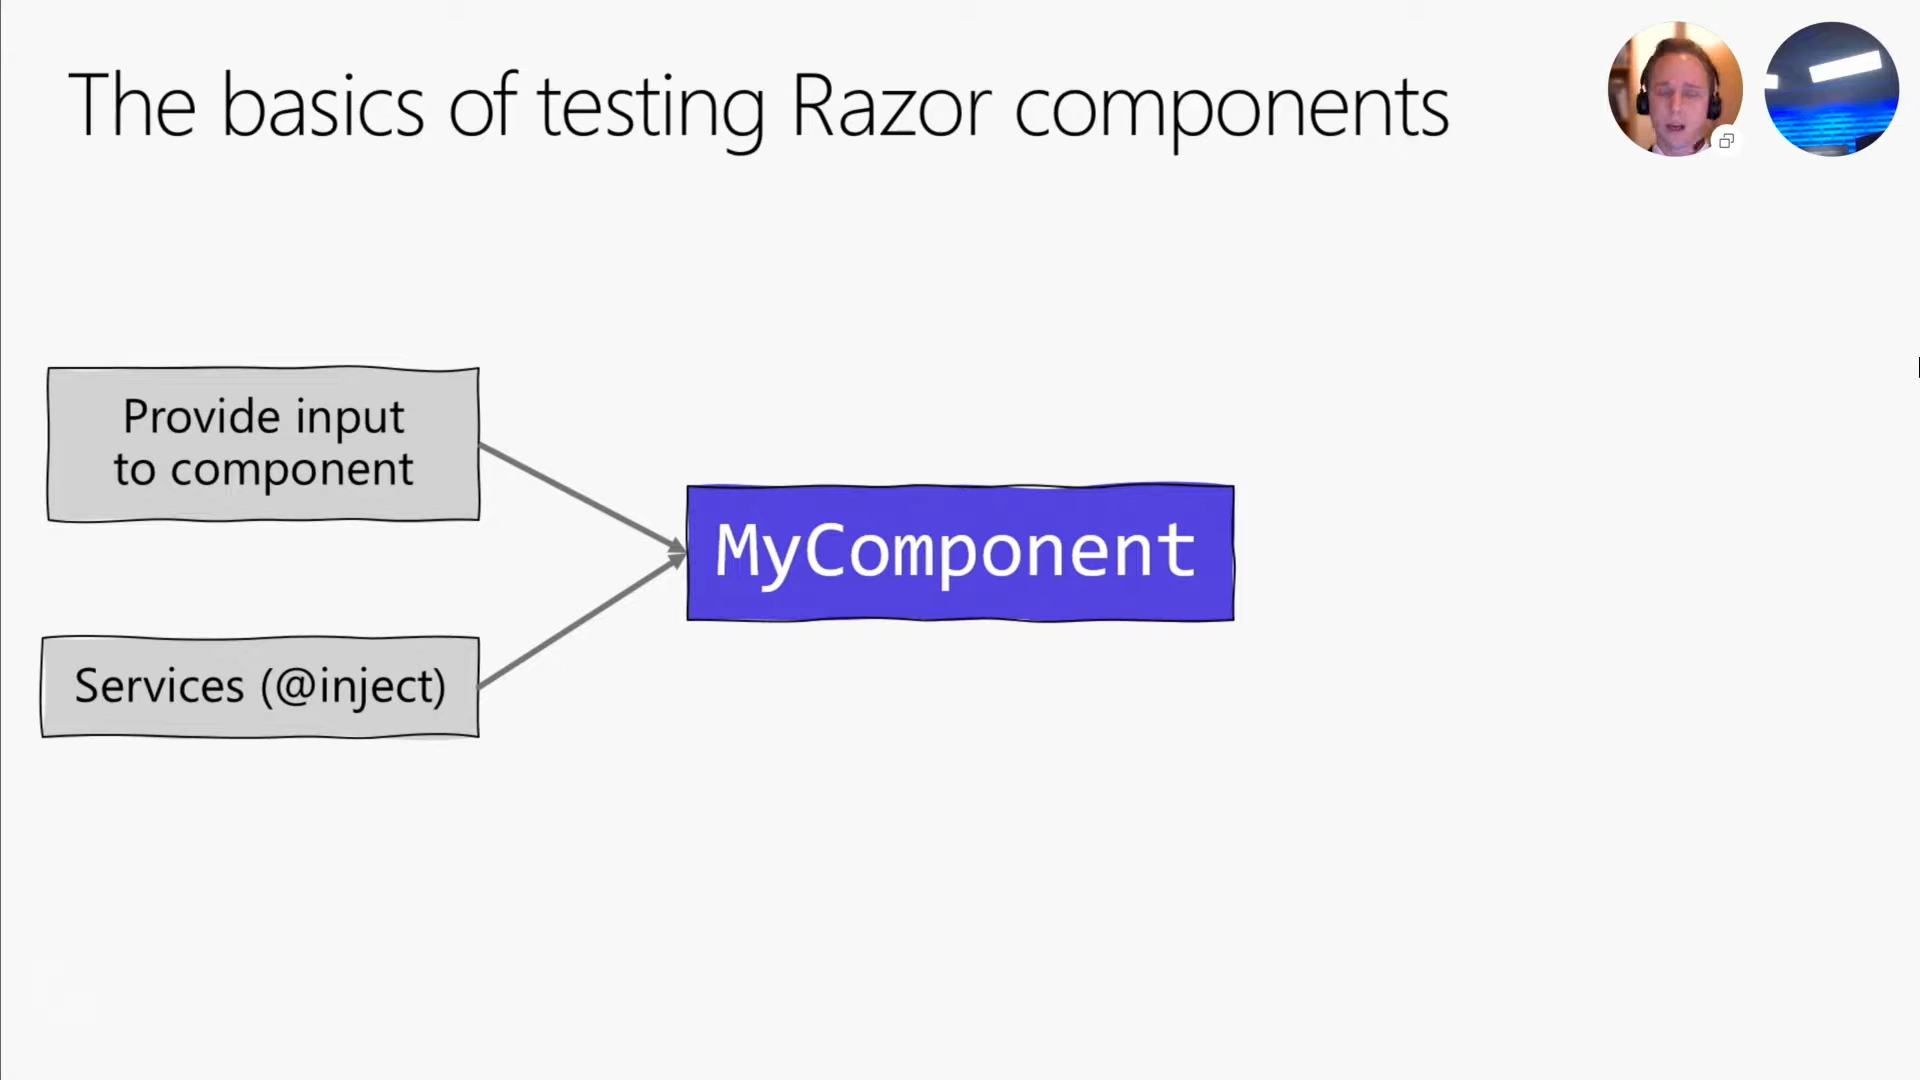 The basics of testing Razor components
Provide input
to component
MyComponent
Services (@inject)